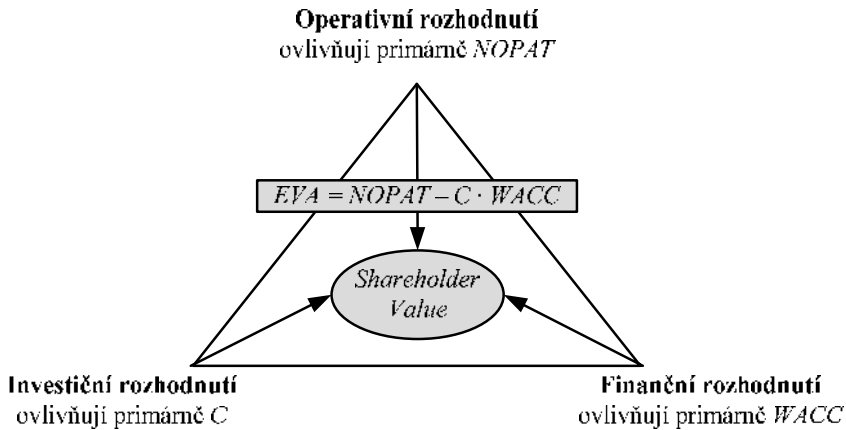 Operativní rozhodnutí
ovlivňují primárně NOPAT
EVA = NOPAT – C · WACC
Shareholder
Value
Investiční rozhodnutí
ovlivňují primárně C
Finanční rozhodnutí
ovlivňují primárně WACC